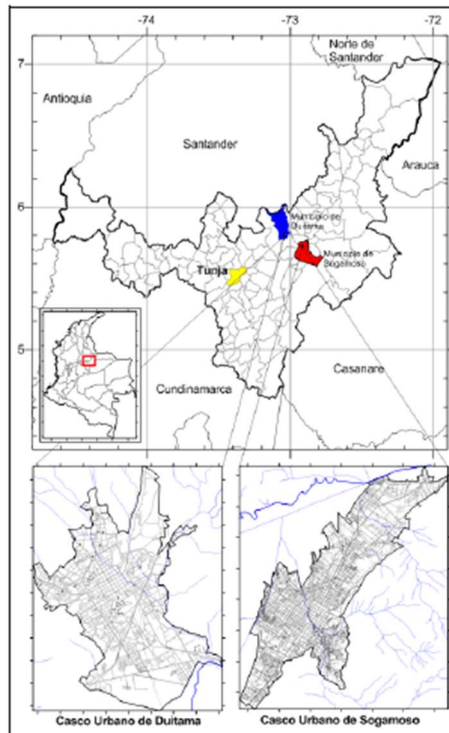 -74
-73
-72
7
Norte de
Santander
Antioquia
Santander
Arauca
6
Municipio de
Duitama
Municipio de
Sogamoso
Tunja
5
Casanare
Cundinamarca
Casco Urbano de Duitama
Casco Urbano de Sogamoso